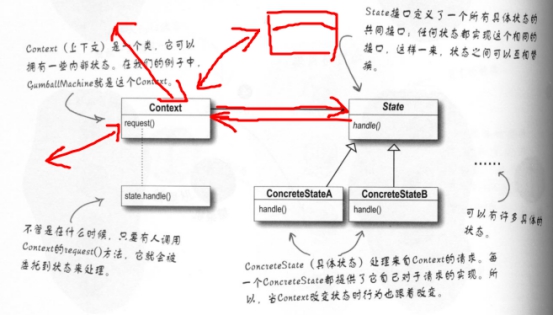 State接口定义了一个所有具体状态的
共同接口；任何状态都实现这个相同的
接口，这样一来，状态之间可以互相替
换。
Context（上下文）是一个类，它可以
拥有一些内部状态。在我们的例子中，
GumballMachine就是这个Context。
Context
request()
State
handle()
state.handle()
ConcreteStateA
handle()
ConcreteStateB
handle()
......
可以有许多具体的
状态。
不管是在什么时候，只要有人调用
Context的request()方法，它就会被
委托到状态来处理。
ConcreteState（具体状态）处理来自Context的请求。每
一个ConcreteState都提供了它自己对于请求的实现。所
以，当Context改变状态时行为也跟着改变。